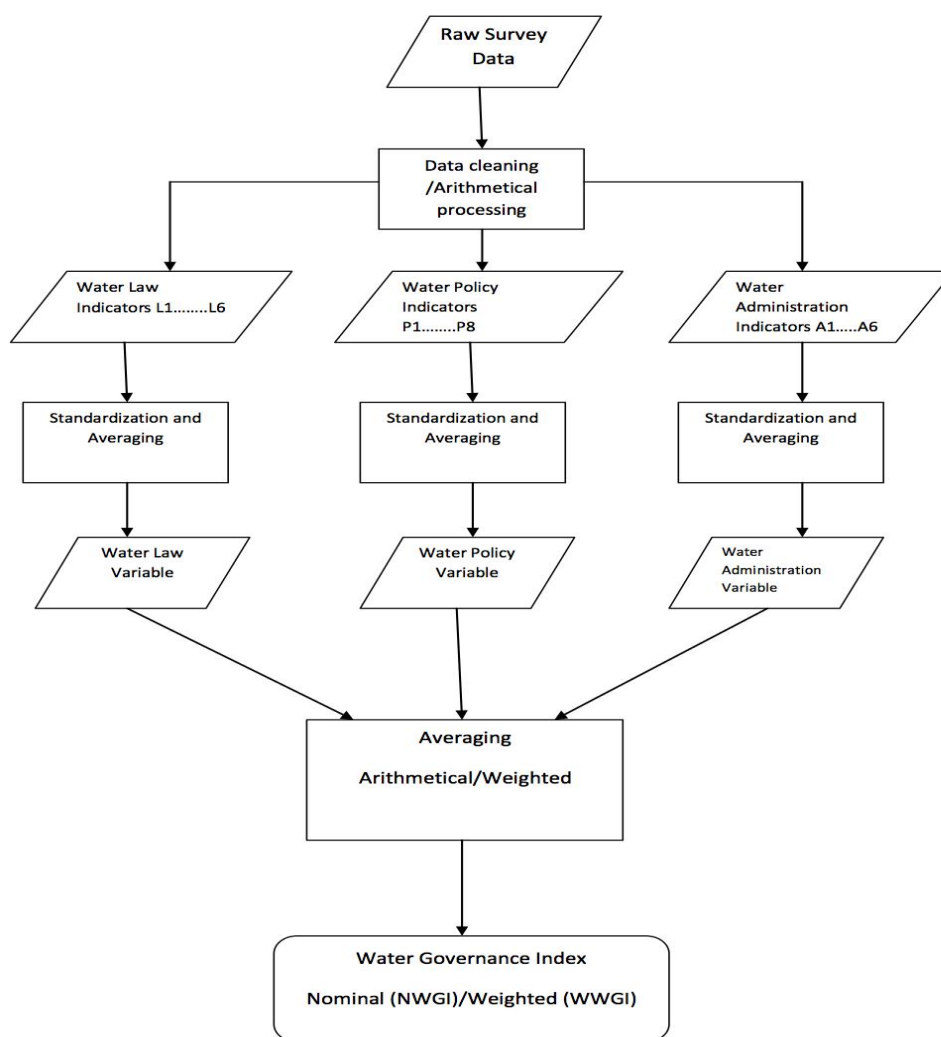 Raw Survey
Data
Data cleaning
/Arithmetical
processing
Water Law
Indicators L1........L6
Water Policy
Indicators
P1........P8
Water
Administration
Indicators A1.....A6
Standardization and
Averaging
Standardization and
Averaging
Standardization and
Averaging
Water Law
Variable
Water Policy
Variable
Water
Administration
Variable
Averaging
Arithmetical/Weighted
Water Governance Index
Nominal (NWGI)/Weighted (WWGI)